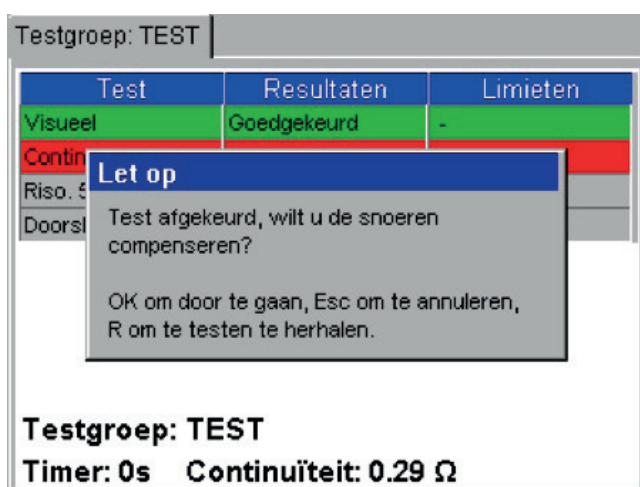 Testgroep: TEST
Test Resultaten Limieten
Visueel Goedgekeurd -
Contin
Riso. 5
Doorsl
Let op
Test afgekeurd, wilt u de snoeren
compenseren?
OK om door te gaan, Esc om te annuleren,
R om te testen te herhalen.
Testgroep: TEST
Timer: 0s Continuïteit: 0.29 Ω